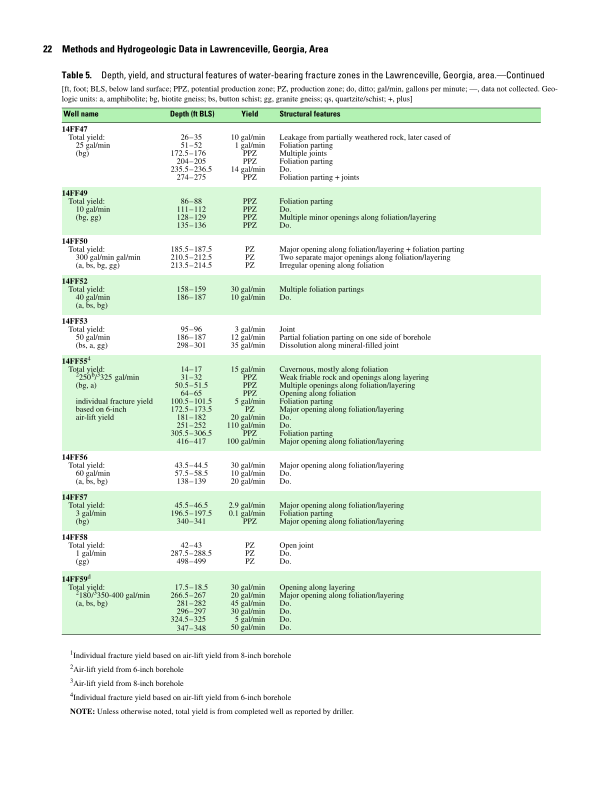 22 Methods and Hydrogeologic Data in Lawrenceville, Georgia, Area
Table 5. Depth, yield, and structural features of water-bearing fracture zones in the Lawrenceville, Georgia, area.—Continued
[ft, foot; BLS, below land surface; PPZ, potential production zone; PZ, production zone; do, ditto; gal/min, gallons per minute; —, data not collected. Geo-
logic units: a, amphibolite; bg, biotite gneiss; bs, button schist; gg, granite gneiss; qs, quartzite/schist; +, plus]
Well name Depth (ft BLS) Yield Structural features
14FF47
Total yield: 26–35 10 gal/min Leakage from partially weathered rock, later cased of
25 gal/min 51–52 1 gal/min Foliation parting
(bg) 172.5–176 PPZ Multiple joints
204–205 PPZ Foliation parting
235.5–236.5 14 gal/min Do.
274–275 PPZ Foliation parting + joints
14FF49
Total yield: 86–88 PPZ Foliation parting
10 gal/min 111–112 PPZ Do.
(bg, gg) 128–129 PPZ Multiple minor openings along foliation/layering
135–136 PPZ Do.
14FF50
Total yield: 185.5–187.5 PZ Major opening along foliation/layering + foliation parting
300 gal/min gal/min 210.5–212.5 PZ Two separate major openings along foliation/layering
(a, bs, bg, gg) 213.5–214.5 PZ Irregular opening along foliation
14FF52
Total yield: 158–159 30 gal/min Multiple foliation partings
40 gal/min 186–187 10 gal/min Do.
(a, bs, bg)
14FF53
Total yield: 95–96 3 gal/min Joint
50 gal/min 186–187 12 gal/min Partial foliation parting on one side of borehole
(bs, a, gg) 298–301 35 gal/min Dissolution along mineral-filled joint
14FF55⁴
Total yield: 14–17 15 gal/min Cavernous, mostly along foliation
²250/³325 gal/min 31–32 PPZ Weak friable rock and openings along layering
(bg, a) 50.5–51.5 PPZ Multiple openings along foliation/layering
64–65 PPZ Opening along foliation
individual fracture yield 100.5–101.5 5 gal/min Foliation parting
based on 6-inch 172.5–173.5 PZ Major opening along foliation/layering
air-lift yield 181–182 20 gal/min Do.
251–252 110 gal/min Do.
305.5–306.5 PPZ Foliation parting
416–417 100 gal/min Major opening along foliation/layering
14FF56
Total yield: 43.5–44.5 30 gal/min Major opening along foliation/layering
60 gal/min 57.5–58.5 10 gal/min Do.
(a, bs, bg) 138–139 20 gal/min Do.
14FF57
Total yield: 45.5–46.5 2.9 gal/min Major opening along foliation/layering
3 gal/min 196.5–197.5 0.1 gal/min Foliation parting
(bg) 340–341 PPZ Major opening along foliation/layering
14FF58
Total yield: 42–43 PZ Open joint
1 gal/min 287.5–288.5 PZ Do.
(gg) 498–499 PZ Do.
14FF59
Total yield: 17.5–18.5 30 gal/min Opening along layering
²180/³350-400 gal/min 266.5–267 20 gal/min Major opening along foliation/layering
(a, bs, bg) 281–282 45 gal/min Do.
296–297 30 gal/min Do.
324.5–325 5 gal/min Do.
347–348 50 gal/min Do.
¹Individual fracture yield based on air-lift yield from 8-inch borehole
²Air-lift yield from 6-inch borehole
³Air-lift yield from 8-inch borehole
⁴Individual fracture yield based on air-lift yield from 6-inch borehole
NOTE: Unless otherwise noted, total yield is from completed well as reported by driller.